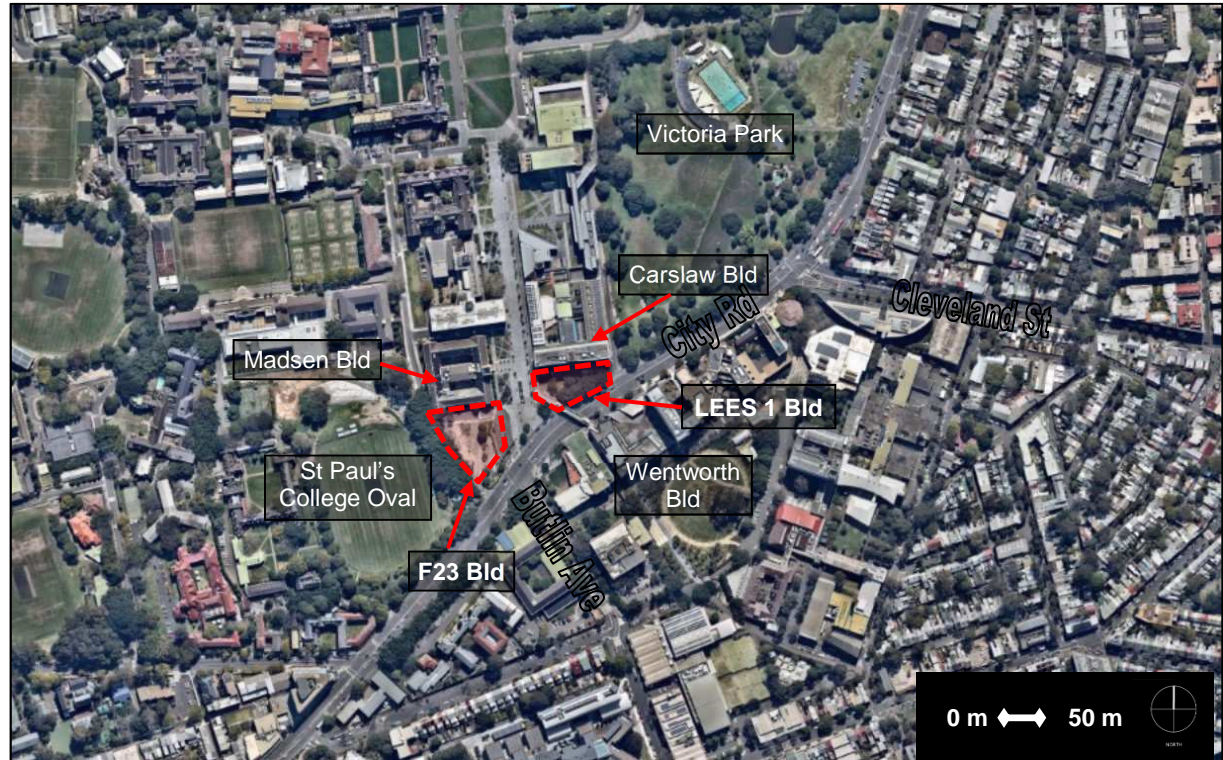 Victoria Park
Carslaw Bld
City Rd
Cleveland St
Madsen Bld
LEES 1 Bld
St Paul's
College Oval
Wentworth
Bld
Butlin Ave
F23 Bld
0 m 50 m
NORTH